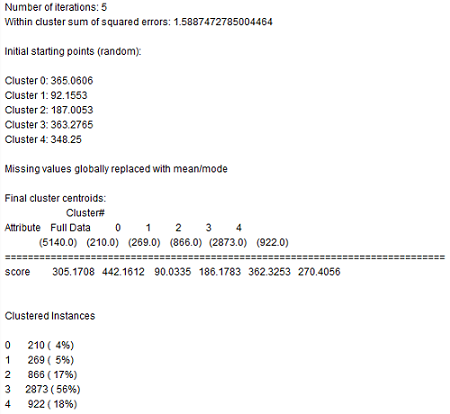 Number of iterations: 5
Within cluster sum of squared errors: 1.5887472785004464
Initial starting points (random):
Cluster 0: 365.0606
Cluster 1: 92.1553
Cluster 2: 187.0053
Cluster 3: 363.2765
Cluster 4: 348.25
Missing values globally replaced with mean/mode
Final cluster centroids:
Cluster#
Attribute Full Data 0 1 2 3 4
(5140.0) (210.0) (269.0) (866.0) (2873.0) (922.0)
==============================================================================
score 305.1708 442.1612 90.0335 186.1783 362.3253 270.4056
Clustered Instances
0 210 ( 4%)
1 269 ( 5%)
2 866 ( 17%)
3 2873 ( 56%)
4 922 ( 18%)